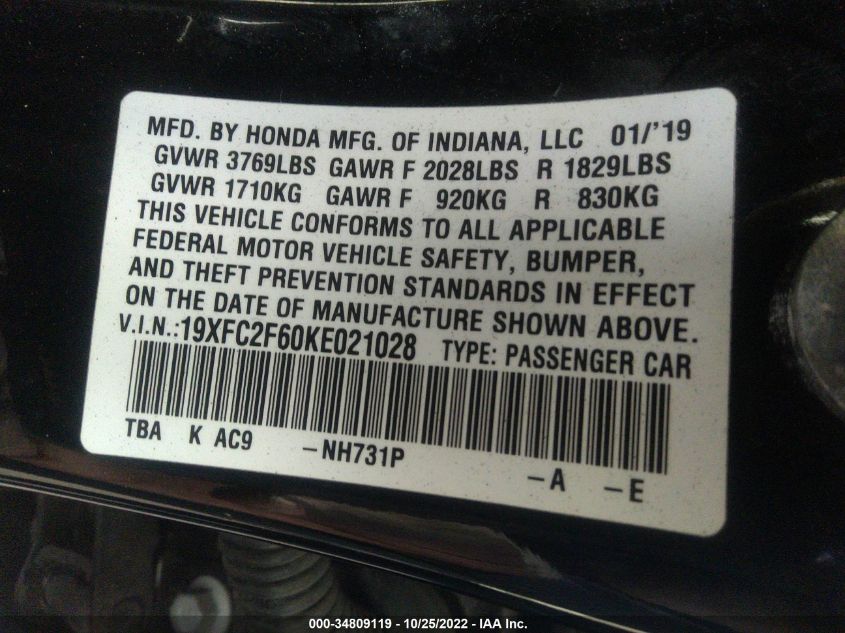 MFD. BY HONDA MFG. OF INDIANA, LLC 01/'19
GVWR 3769LBS GAWR F 2028LBS R 1829LBS
GVWR 1710KG GAWR F 920KG R 830KG
THIS VEHICLE CONFORMS TO ALL APPLICABLE
FEDERAL MOTOR VEHICLE SAFETY, BUMPER,
AND THEFT PREVENTION STANDARDS IN EFFECT
ON THE DATE OF MANUFACTURE SHOWN ABOVE.
V.I.N.:19XFC2F60KE021028 TYPE: PASSENGER CAR
TBA K AC9 –NH731P –A –E
000-34809119 - 10/25/2022 - IAA Inc.